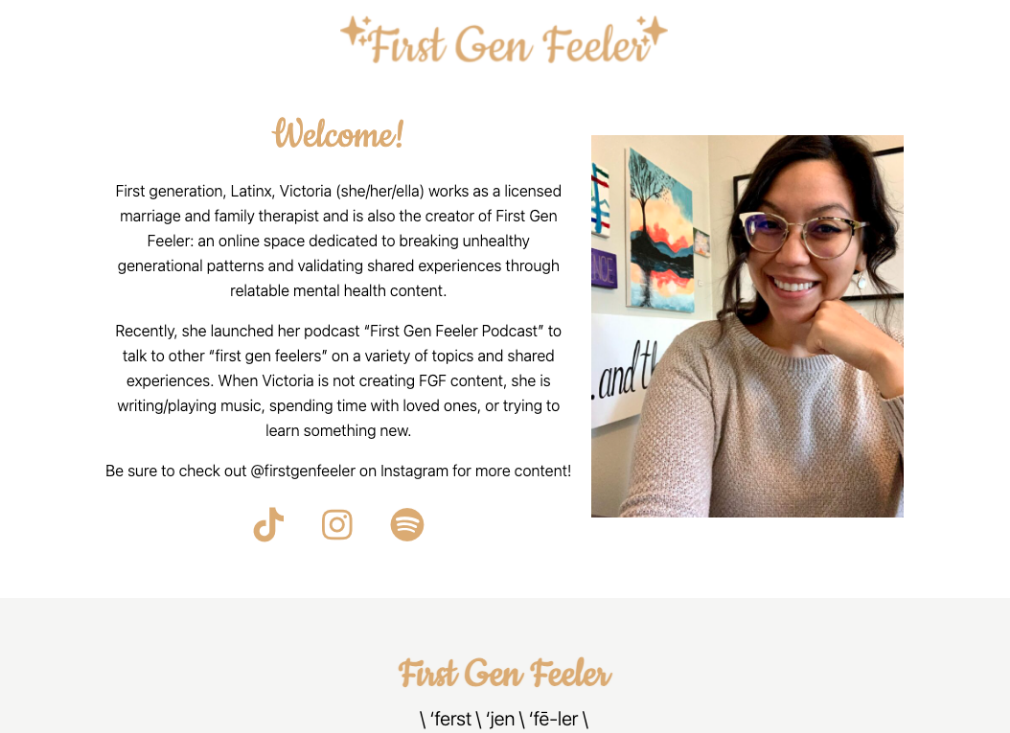 First Gen Feeler
Welcome!
First generation, Latinx, Victoria (she/her/ella) works as a licensed
marriage and family therapist and is also the creator of First Gen
Feeler: an online space dedicated to breaking unhealthy
generational patterns and validating shared experiences through
relatable mental health content.
Recently, she launched her podcast “First Gen Feeler Podcast” to
talk to other “first gen feelers” on a variety of topics and shared
experiences. When Victoria is not creating FGF content, she is
writing/playing music, spending time with loved ones, or trying to
learn something new.
Be sure to check out @firstgenfeeler on Instagram for more content!
...and
First Gen Feeler
\ ‘ferst \ ‘jen \ ‘fē-ler \